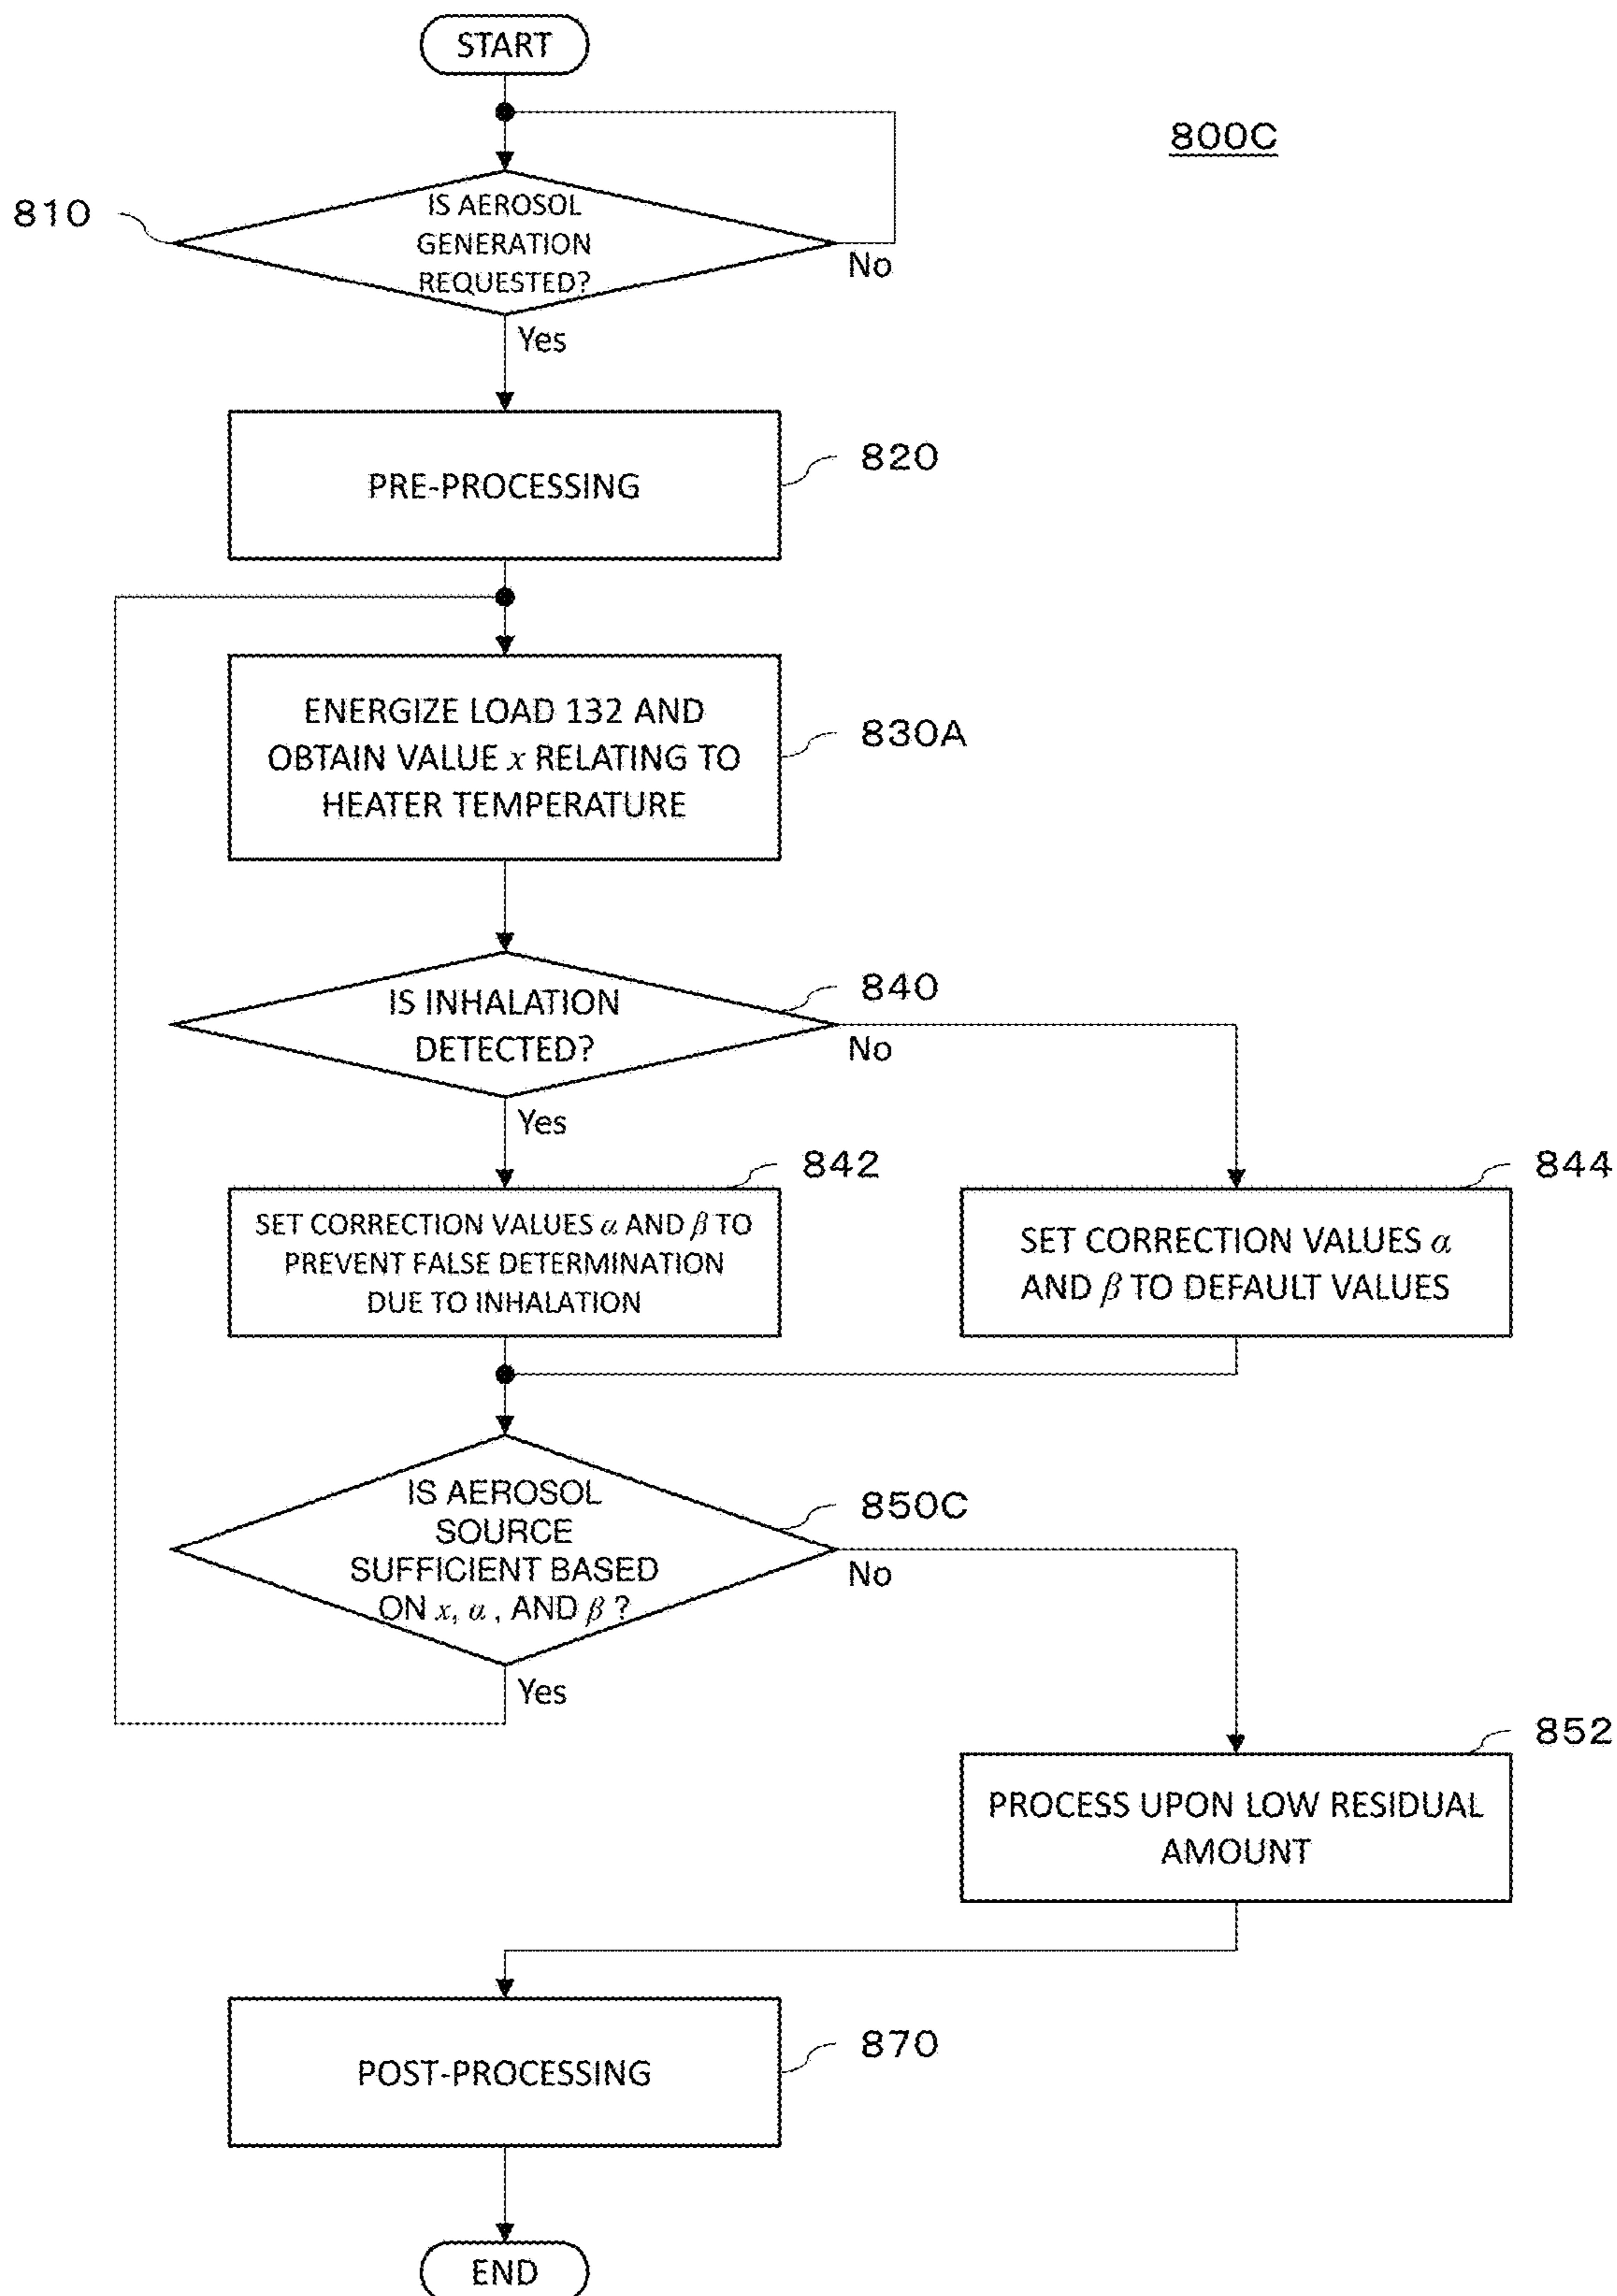 START
800C
810
IS AEROSOL
GENERATION
REQUESTED?
No
Yes
PRE-PROCESSING
820
ENERGIZE LOAD 132 AND
OBTAIN VALUE x RELATING TO
HEATER TEMPERATURE
830A
IS INHALATION
DETECTED?
840
No
Yes
842
SET CORRECTION VALUES α AND β TO
PREVENT FALSE DETERMINATION
DUE TO INHALATION
844
SET CORRECTION VALUES α
AND β TO DEFAULT VALUES
IS AEROSOL
SOURCE
SUFFICIENT BASED
ON x, α , AND β ?
850C
No
Yes
852
PROCESS UPON LOW RESIDUAL
AMOUNT
POST-PROCESSING
870
END